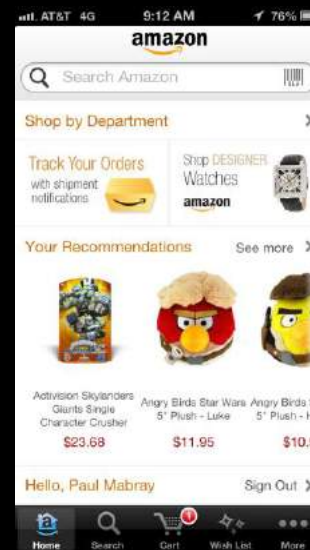 AT&T 4G 9:12 AM 76%
amazon
Search Amazon
Shop by Department
Track Your Orders
with shipment
notifications
Shop DESIGNER
Watches
amazon
Your Recommendations See more
Activision Skylanders
Giants Single
Character Crusher
$23.68
Angry Birds Star Wars
5" Plush - Luke
$11.95
Angry Birds
5" Plush - H
$10.
Hello, Paul Mabray Sign Out
1
Home Search Cart Wish List More